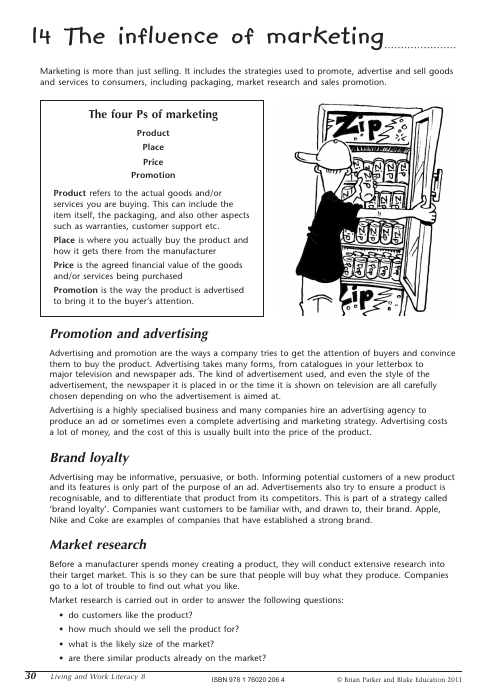 14 The influence of marketing
Marketing is more than just selling. It includes the strategies used to promote, advertise and sell goods
and services to consumers, including packaging, market research and sales promotion.
The four Ps of marketing
Product
Place
Price
Promotion
Product refers to the actual goods and/or
services you are buying. This can include the
item itself, the packaging, and also other aspects
such as warranties, customer support etc.
Place is where you actually buy the product and
how it gets there from the manufacturer
Price is the agreed financial value of the goods
and/or services being purchased
Promotion is the way the product is advertised
to bring it to the buyer's attention.
Zip
Zip
Promotion and advertising
Advertising and promotion are the ways a company tries to get the attention of buyers and convince
them to buy the product. Advertising takes many forms, from catalogues in your letterbox to
major television and newspaper ads. The kind of advertisement used, and even the style of the
advertisement, the newspaper it is placed in or the time it is shown on television are all carefully
chosen depending on who the advertisement is aimed at.
Advertising is a highly specialised business and many companies hire an advertising agency to
produce an ad or sometimes even a complete advertising and marketing strategy. Advertising costs
a lot of money, and the cost of this is usually built into the price of the product.
Brand loyalty
Advertising may be informative, persuasive, or both. Informing potential customers of a new product
and its features is only part of the purpose of an ad. Advertisements also try to ensure a product is
recognisable, and to differentiate that product from its competitors. This is part of a strategy called
'brand loyalty'. Companies want customers to be familiar with, and drawn to, their brand. Apple,
Nike and Coke are examples of companies that have established a strong brand.
Market research
Before a manufacturer spends money creating a product, they will conduct extensive research into
their target market. This is so they can be sure that people will buy what they produce. Companies
go to a lot of trouble to find out what you like.
Market research is carried out in order to answer the following questions:
• do customers like the product?
• how much should we sell the product for?
• what is the likely size of the market?
• are there similar products already on the market?
30 Living and Work Literacy 8 ISBN 978 1 76020 206 4 © Brian Parker and Blake Education 2011